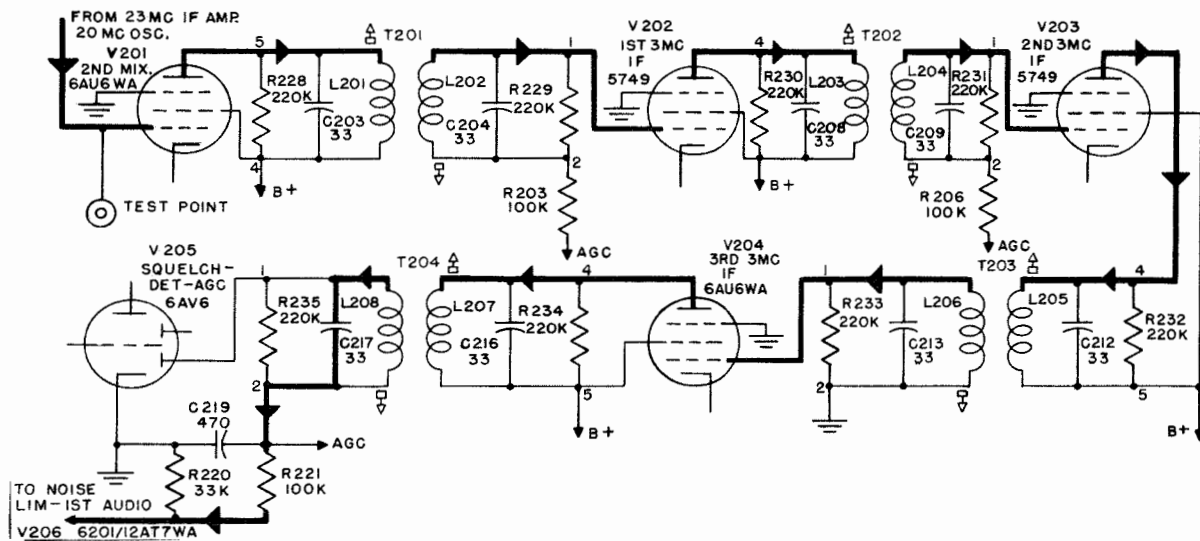 FROM 23 MC IF AMP.
20 MC OSC.
V201
2ND MIX.
6AU6WA
5
T201
R228
220K
L201
C203
33
4
B+
TEST POINT
L202
1
R229
220K
C204
33
2
R203
100K
AGC
V202
1ST 3MC
IF
5749
4
T202
R230
220K
L203
C208
33
B+
L204
1
R231
220K
C209
33
2
R206
100K
AGC
V203
2ND 3MC
IF
5749
V205
SQUELCH-
DET-AGC
6AV6
1
T204
R235
220K
L208
C217
33
2
C219
470
AGC
R220
33K
R221
100K
TO NOISE
LIM-1ST AUDIO
V206 6201/12AT7WA
L207
4
R234
220K
C216
33
5
B+
V204
3RD 3MC
IF
6AU6WA
1
R233
220K
L206
C213
33
2
T203
L205
4
C212
33
R232
220K
5
B+